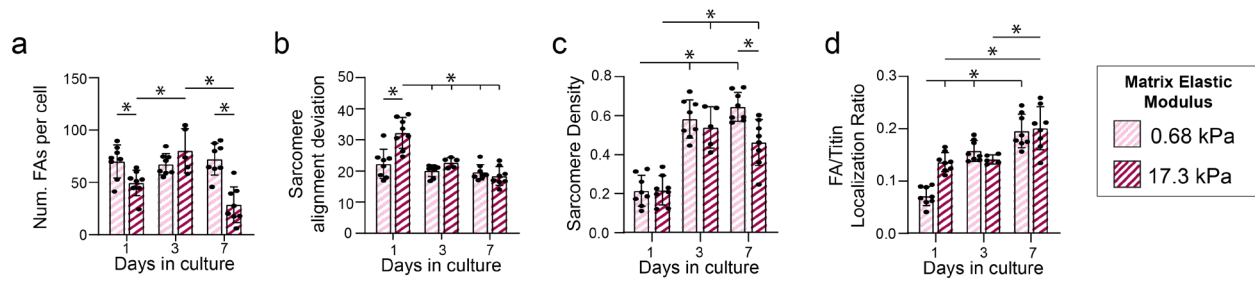 a
Num. FAs per cell
150
100
50
0
*
*
*
*
1
3
7
Days in culture
b
Sarcomere
alignment deviation
50
40
30
20
10
0
*
*
1
3
7
Days in culture
c
Sarcomere Density
0.8
0.6
0.4
0.2
0.0
*
*
*
1
3
7
Days in culture
d
FA/Titin
Localization Ratio
0.3
0.2
0.1
0.0
*
*
*
1
3
7
Days in culture
Matrix Elastic
Modulus
0.68 kPa
17.3 kPa